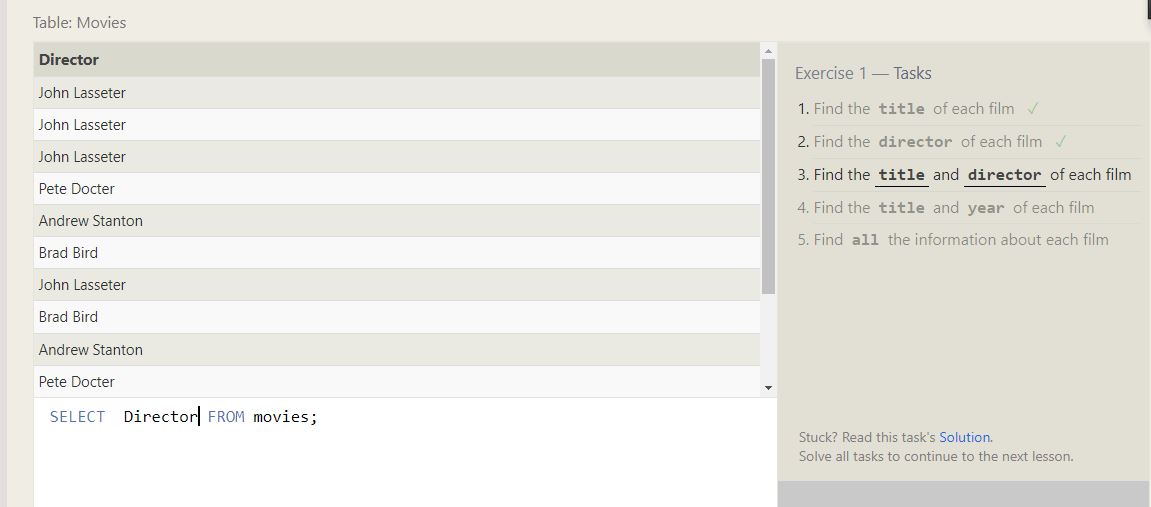 Table: Movies
Director
John Lasseter
John Lasseter
John Lasseter
Pete Docter
Andrew Stanton
Brad Bird
John Lasseter
Brad Bird
Andrew Stanton
Pete Docter
SELECT  Director FROM movies;
Exercise 1 — Tasks
1. Find the title of each film ✓
2. Find the director of each film ✓
3. Find the title and director of each film
4. Find the title and year of each film
5. Find all the information about each film
Stuck? Read this task's Solution.
Solve all tasks to continue to the next lesson.